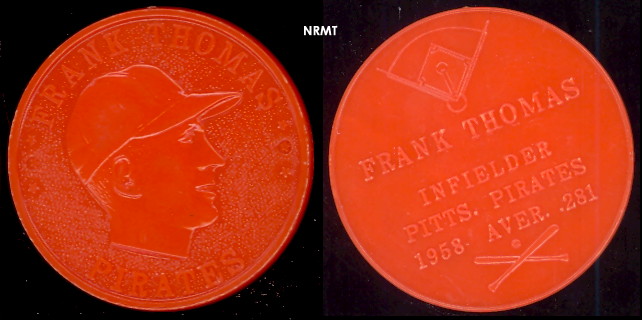 FRANK THOMAS
PIRATES
NRMT
FRANK THOMAS
INFIELDER
PITTS. PIRATES
1958 AVER. .281